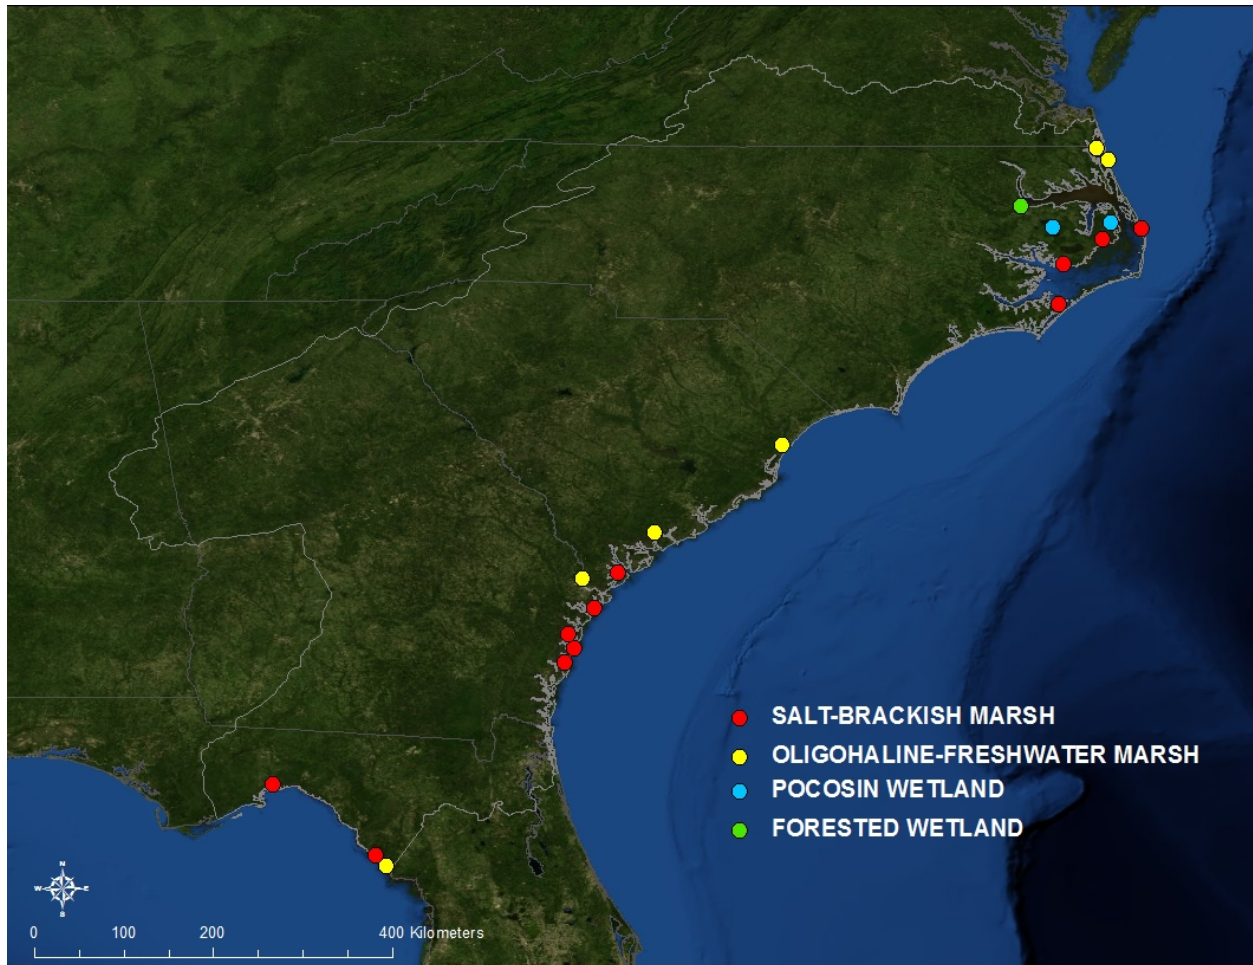 SALT-BRACKISH MARSH
OLIGOHALINE-FRESHWATER MARSH
POCOSIN WETLAND
FORESTED WETLAND
N
W E
S
0 100 200 400 Kilometers